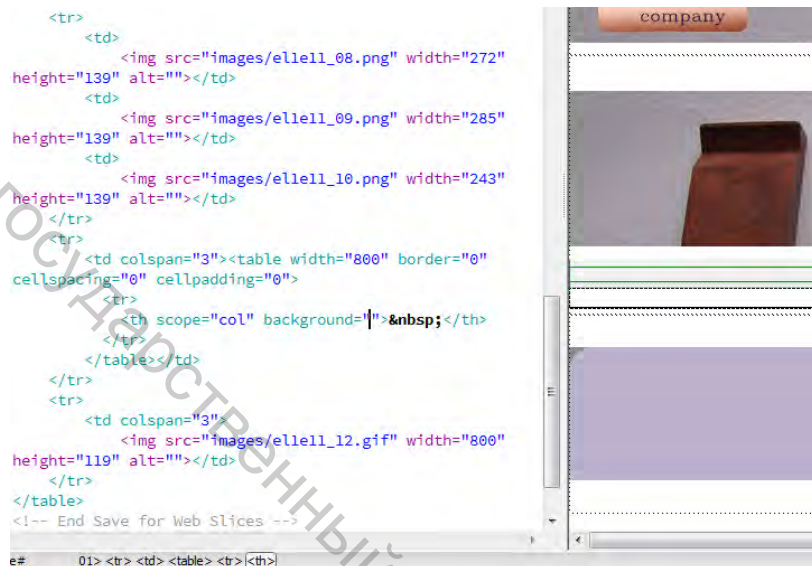 <tr>
<td>
<img src="images/elle11_08.png" width="272"
height="139" alt=""></td>
<td>
<img src="images/elle11_09.png" width="285"
height="139" alt=""></td>
<td>
<img src="images/elle11_10.png" width="243"
height="139" alt=""></td>
</tr>
<tr>
<td colspan="3"><table width="800" border="0"
cellspacing="0" cellpadding="0">
<tr>
<th scope="col" background="">&nbsp;</th>
</tr>
</table></td>
</tr>
<tr>
<td colspan="3">
<img src="images/elle11_12.gif" width="800"
height="119" alt=""></td>
</tr>
</table>
<!-- End Save for Web Slices -->
e# 01> <tr> <td> <table> <tr> <th>
company
государственный